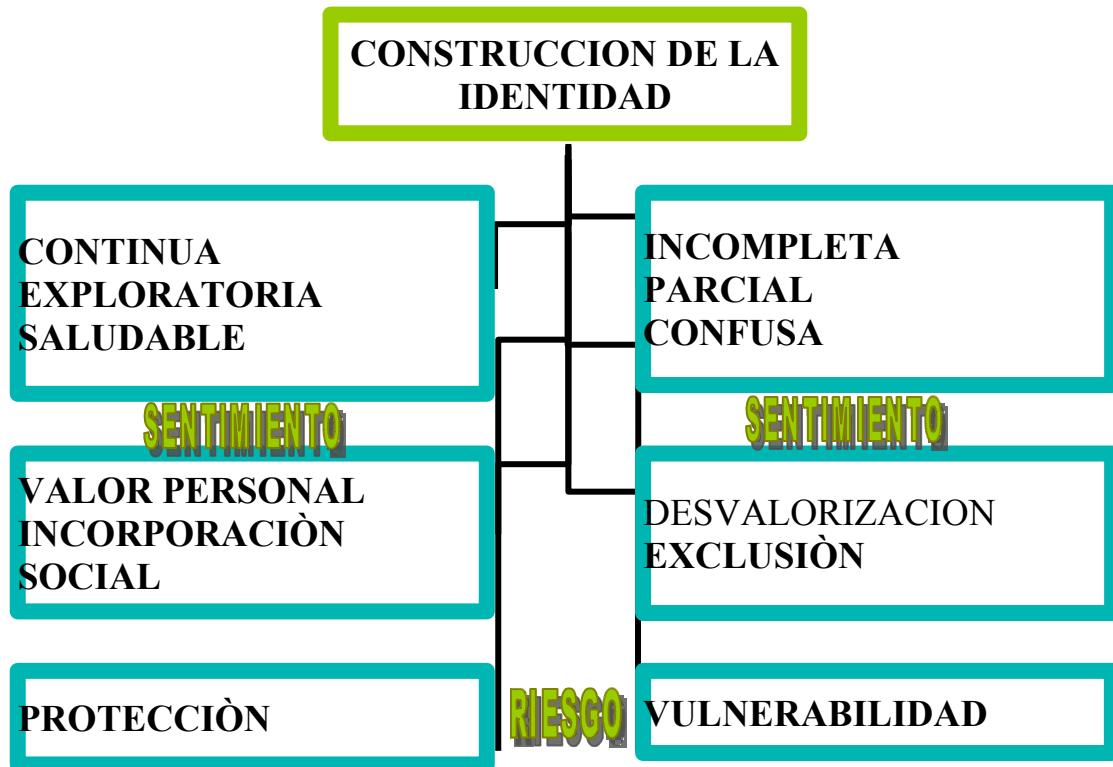 CONSTRUCCION DE LA
IDENTIDAD
CONTINUA
EXPLORATORIA
SALUDABLE
INCOMPLETA
PARCIAL
CONFUSA
SENTIMIENTO
SENTIMIENTO
VALOR PERSONAL
INCORPORACIÒN
SOCIAL
DESVALORIZACION
EXCLUSIÒN
PROTECCIÒN
RIESGO
VULNERABILIDAD